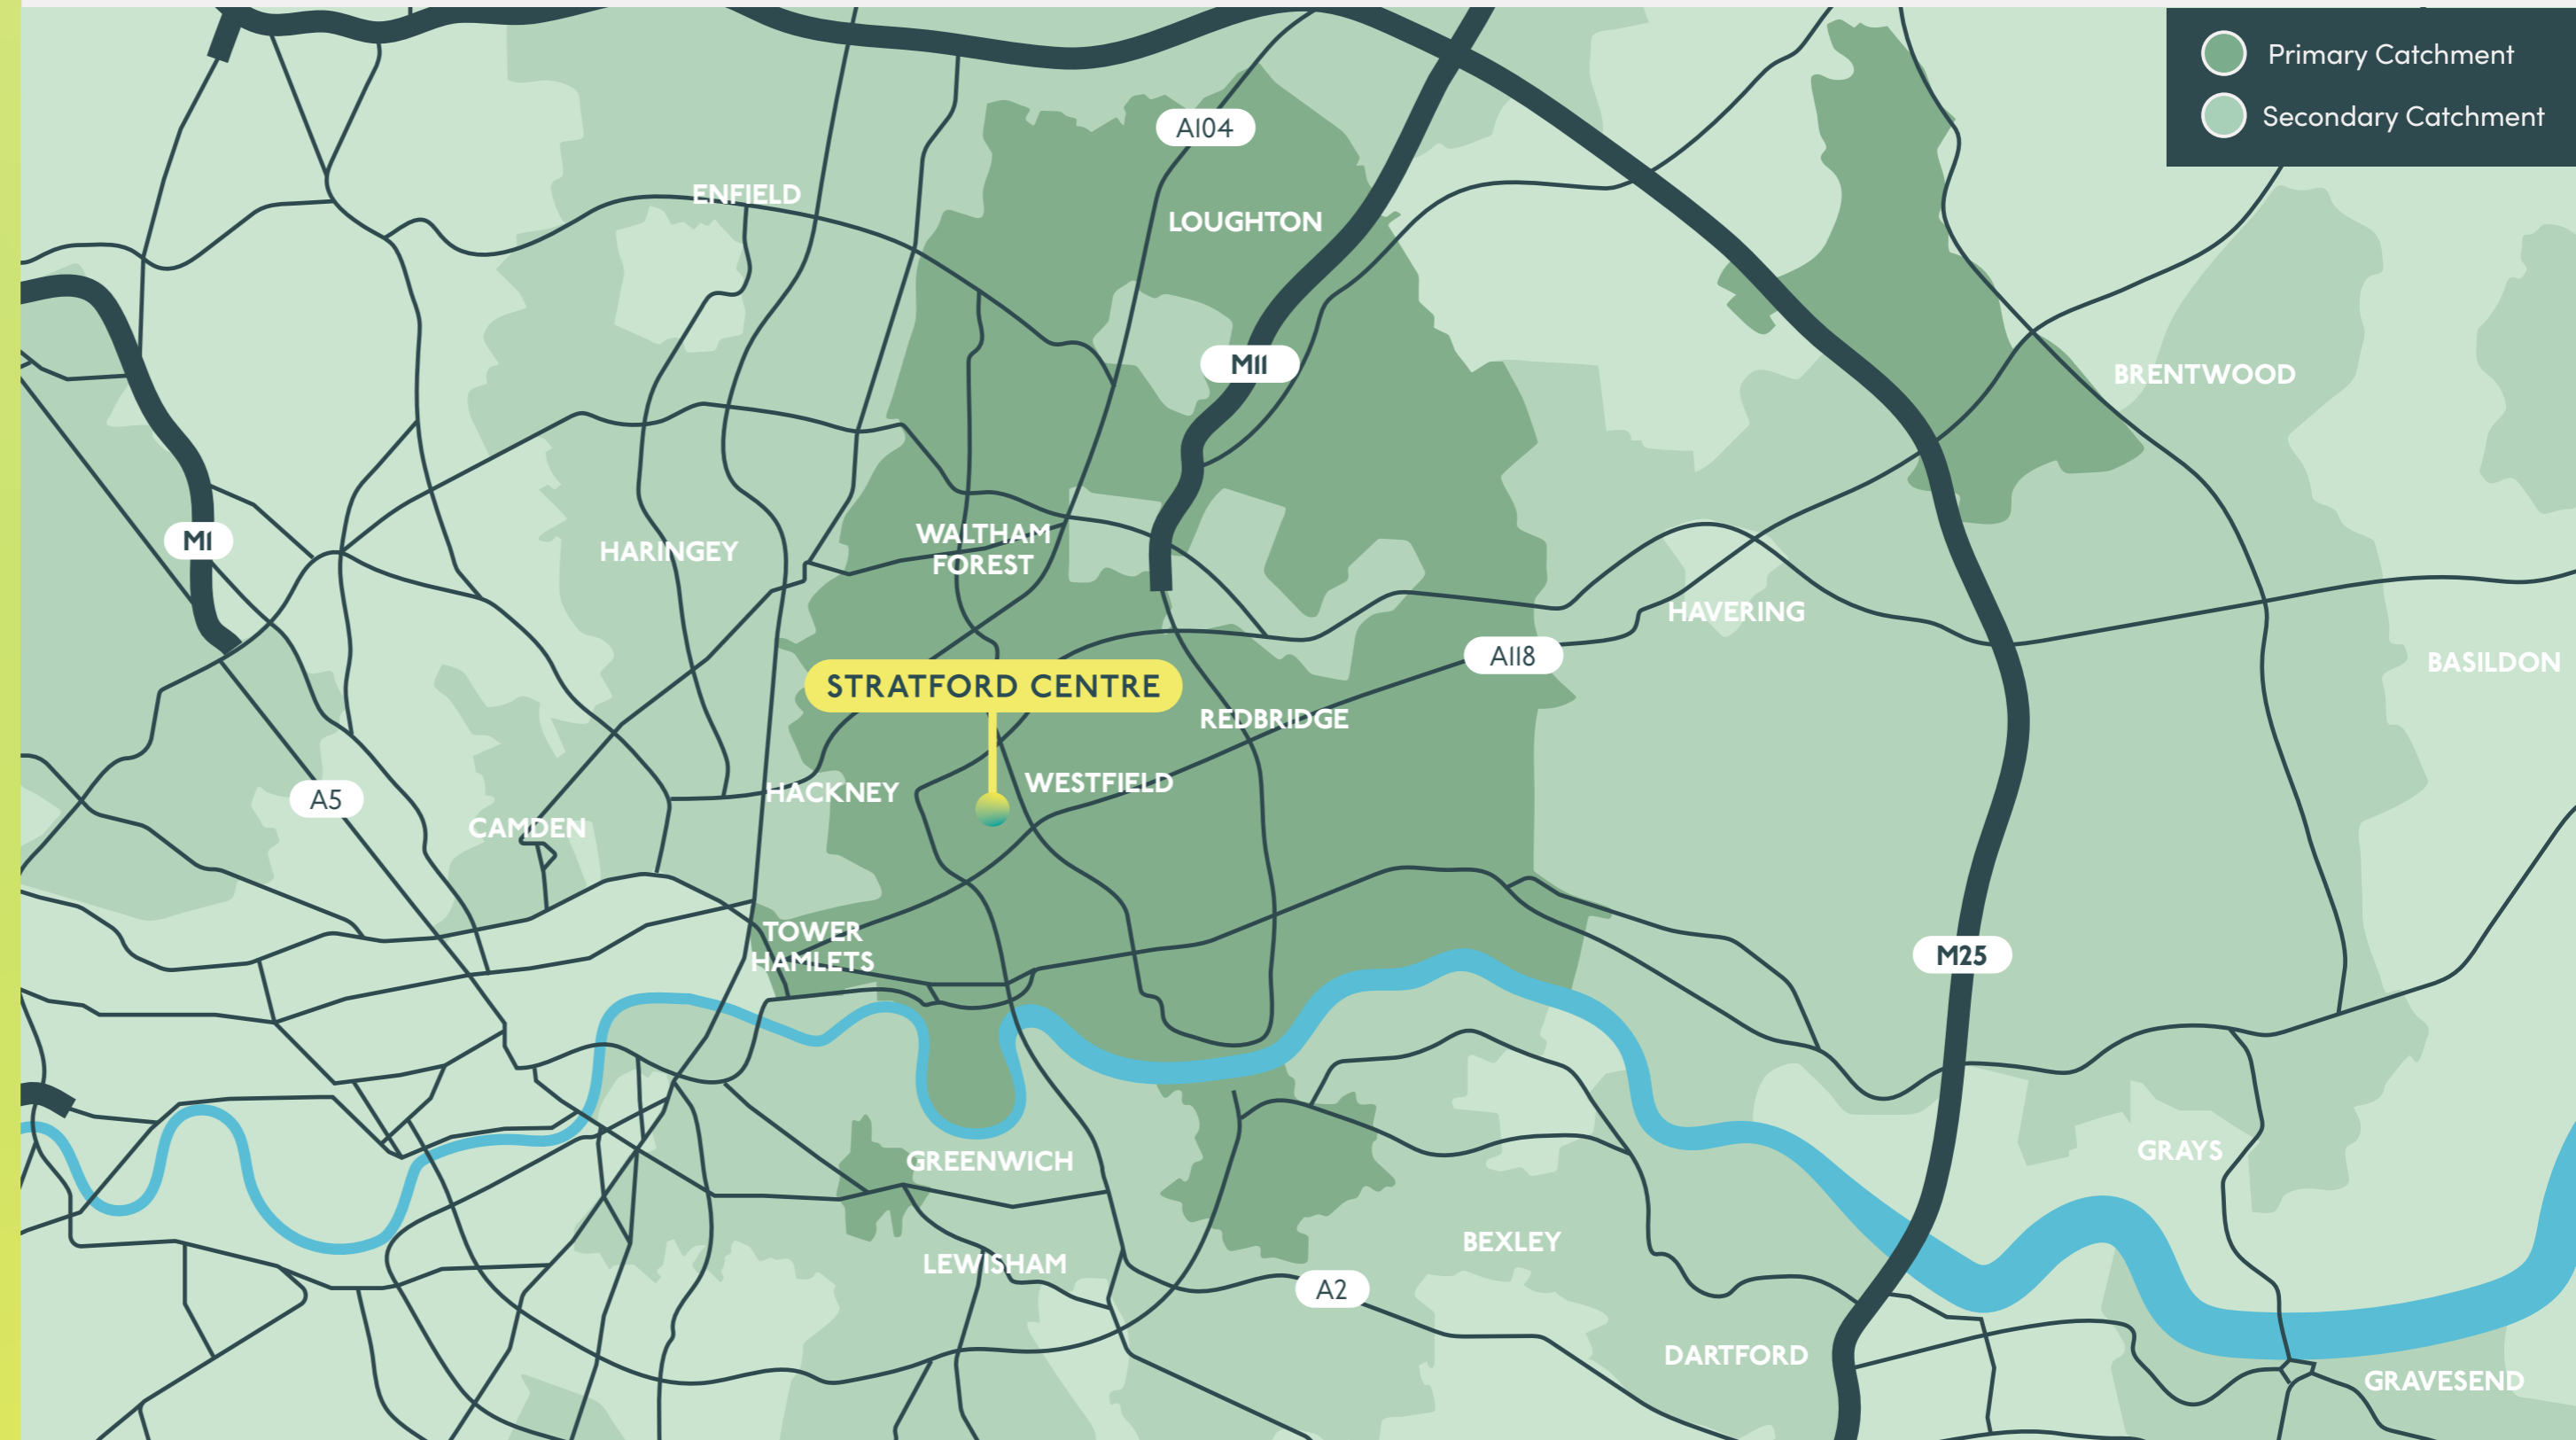 Primary Catchment
Secondary Catchment
A104
ENFIELD
LOUGHTON
M11
BRENTWOOD
M1
HARINGEY
WALTHAM
FOREST
HAVERING
A118
BASILDON
STRATFORD CENTRE
REDBRIDGE
WESTFIELD
HACKNEY
A5
CAMDEN
TOWER
HAMLETS
M25
GREENWICH
GRAYS
BEXLEY
LEWISHAM
A2
DARTFORD
GRAVESEND